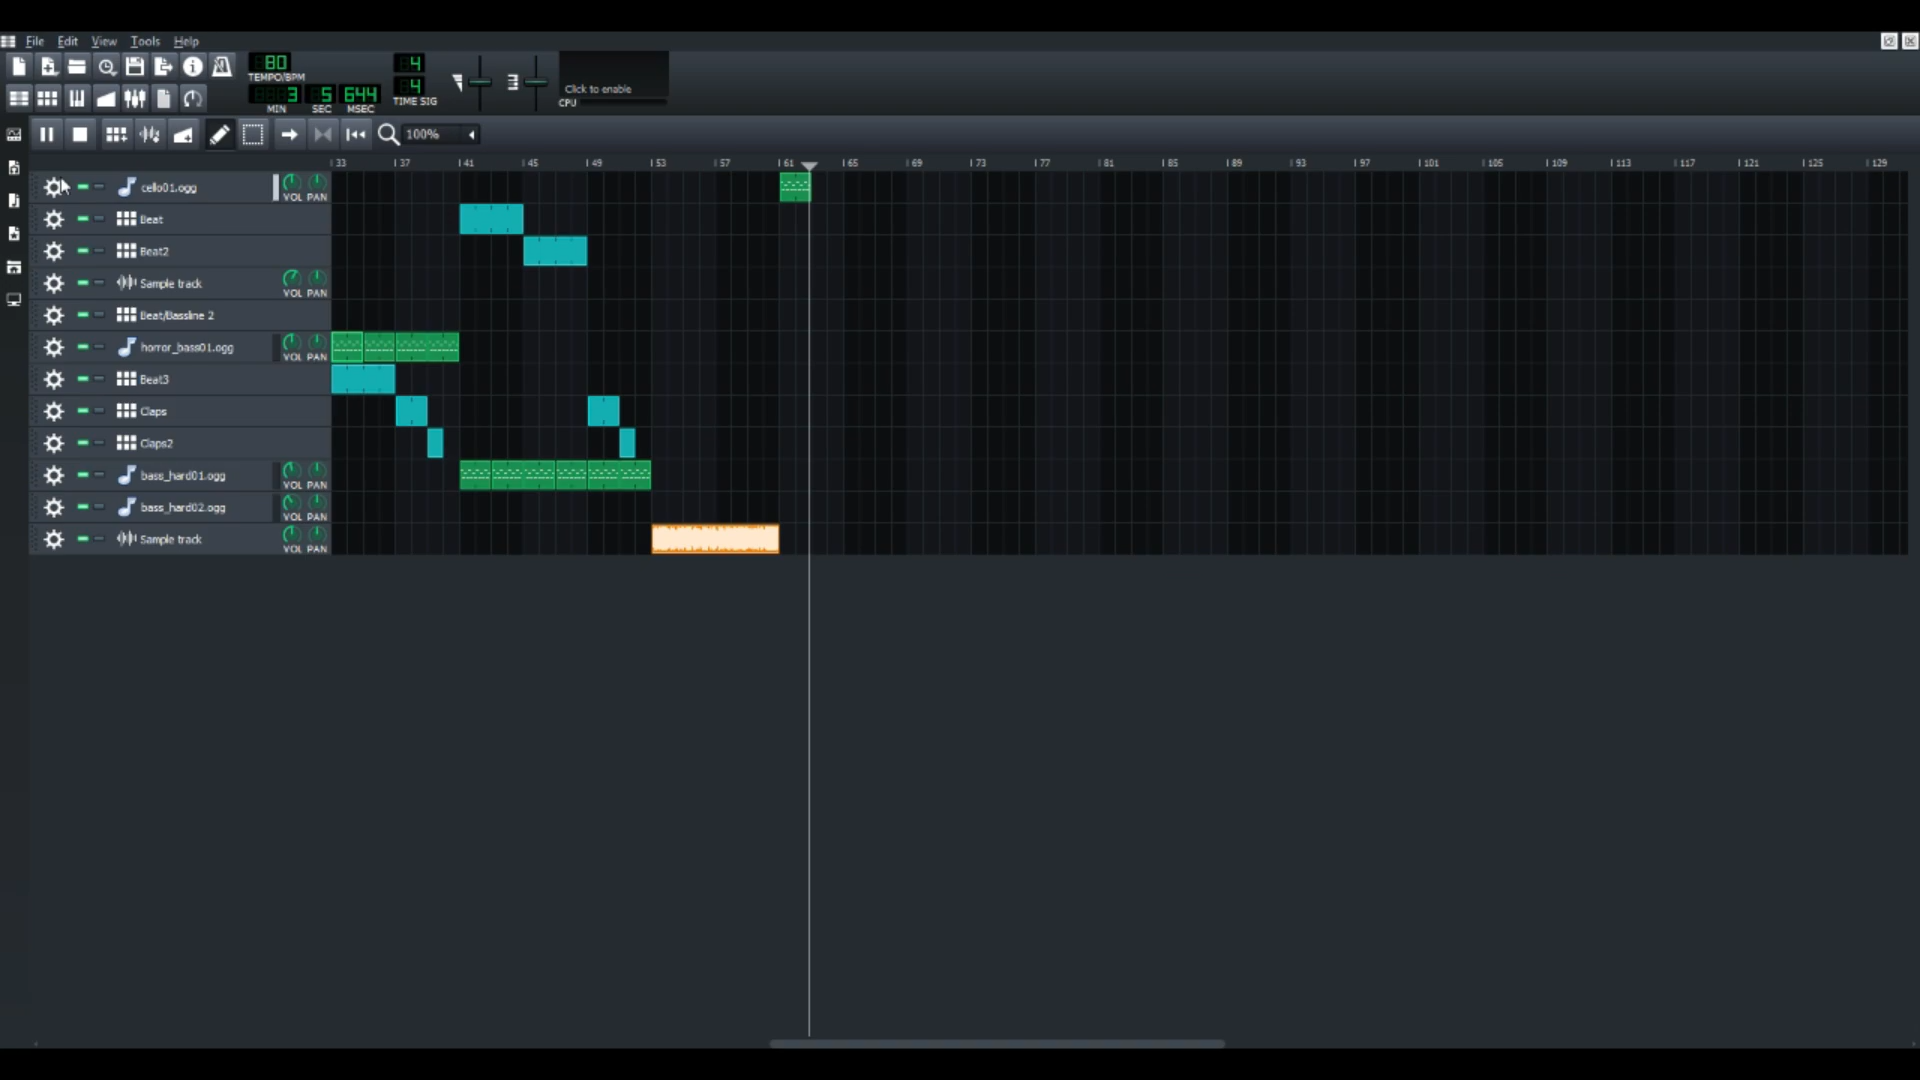 File Edit View Tools Help
80
TEMPO/BPM
3 5 644
MIN SEC MSEC
4
4
TIME SIG
Click to enable
CPU
100%
33 37 41 45 49 53 57 61 65 69 73 77 81 85 89 93 97 101 105 109 113 117 121 125 129
cello01.ogg VOL PAN
Beat
Beat2
Sample track VOL PAN
Beat/Bassline 2
horror_bass01.ogg VOL PAN
Beat3
Claps
Claps2
bass_hard01.ogg VOL PAN
bass_hard02.ogg VOL PAN
Sample track VOL PAN